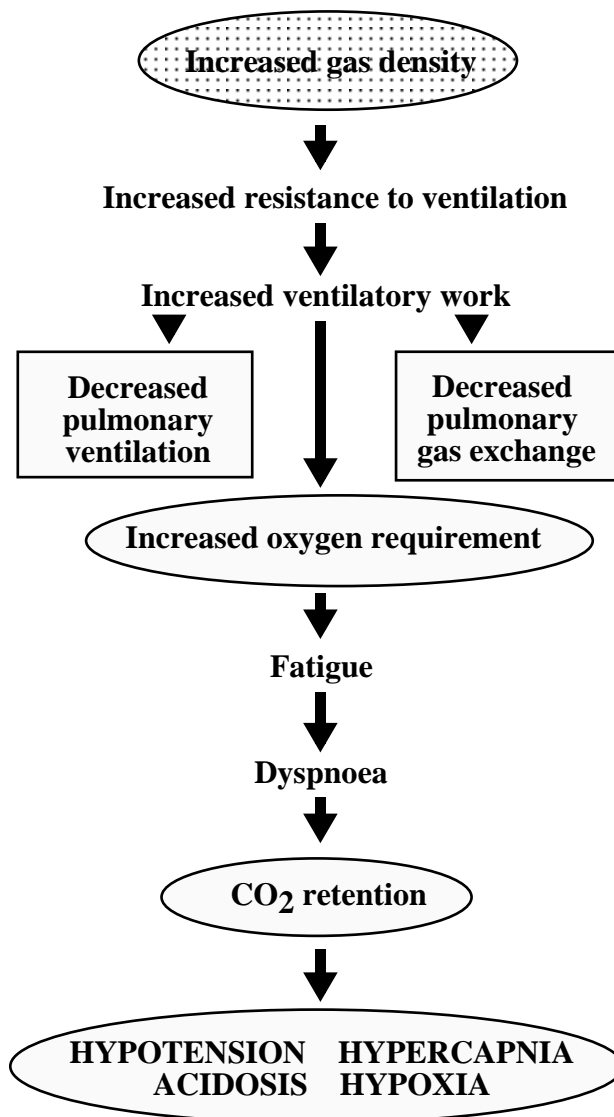 Increased gas density
Increased resistance to ventilation
Increased ventilatory work
Decreased
pulmonary
ventilation
Decreased
pulmonary
gas exchange
Increased oxygen requirement
Fatigue
Dyspnoea
CO2 retention
HYPOTENSION HYPERCAPNIA
ACIDOSIS HYPOXIA